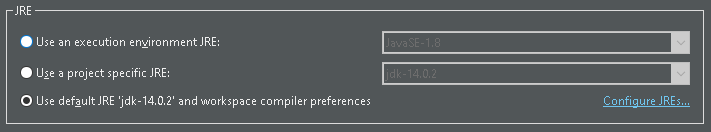 JRE
Use an execution environment JRE:
JavaSE-1.8
Use a project specific JRE:
jdk-14.0.2
Use default JRE 'jdk-14.0.2' and workspace compiler preferences
Configure JREs...